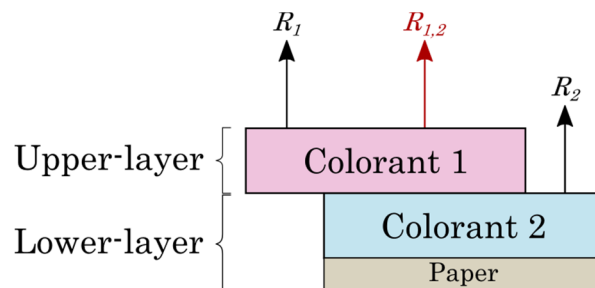 R1 R1,2
R2
Upper-layer Colorant 1
Lower-layer Colorant 2
Paper